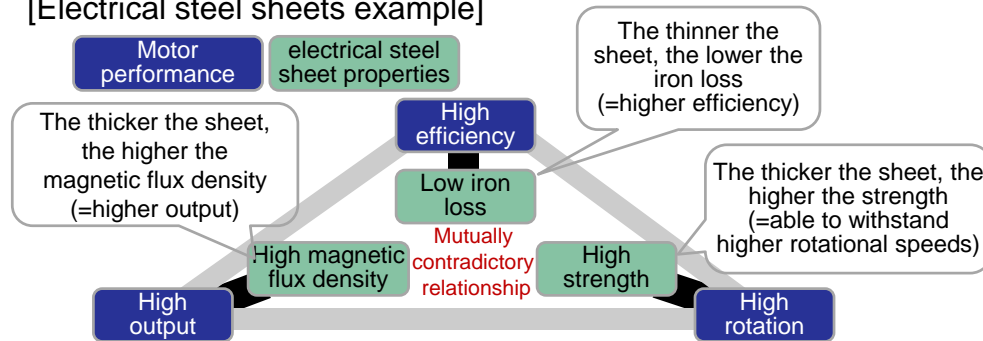 [Electrical steel sheets example]
Motor
performance
electrical steel
sheet properties
The thinner the
sheet, the lower the
iron loss
(=higher efficiency)
The thicker the sheet,
the higher the
magnetic flux density
(=higher output)
High
efficiency
Low iron
loss
The thicker the sheet, the
higher the strength
(=able to withstand
higher rotational speeds)
Mutually
contradictory
relationship
High magnetic
flux density
High
strength
High
output
High
rotation